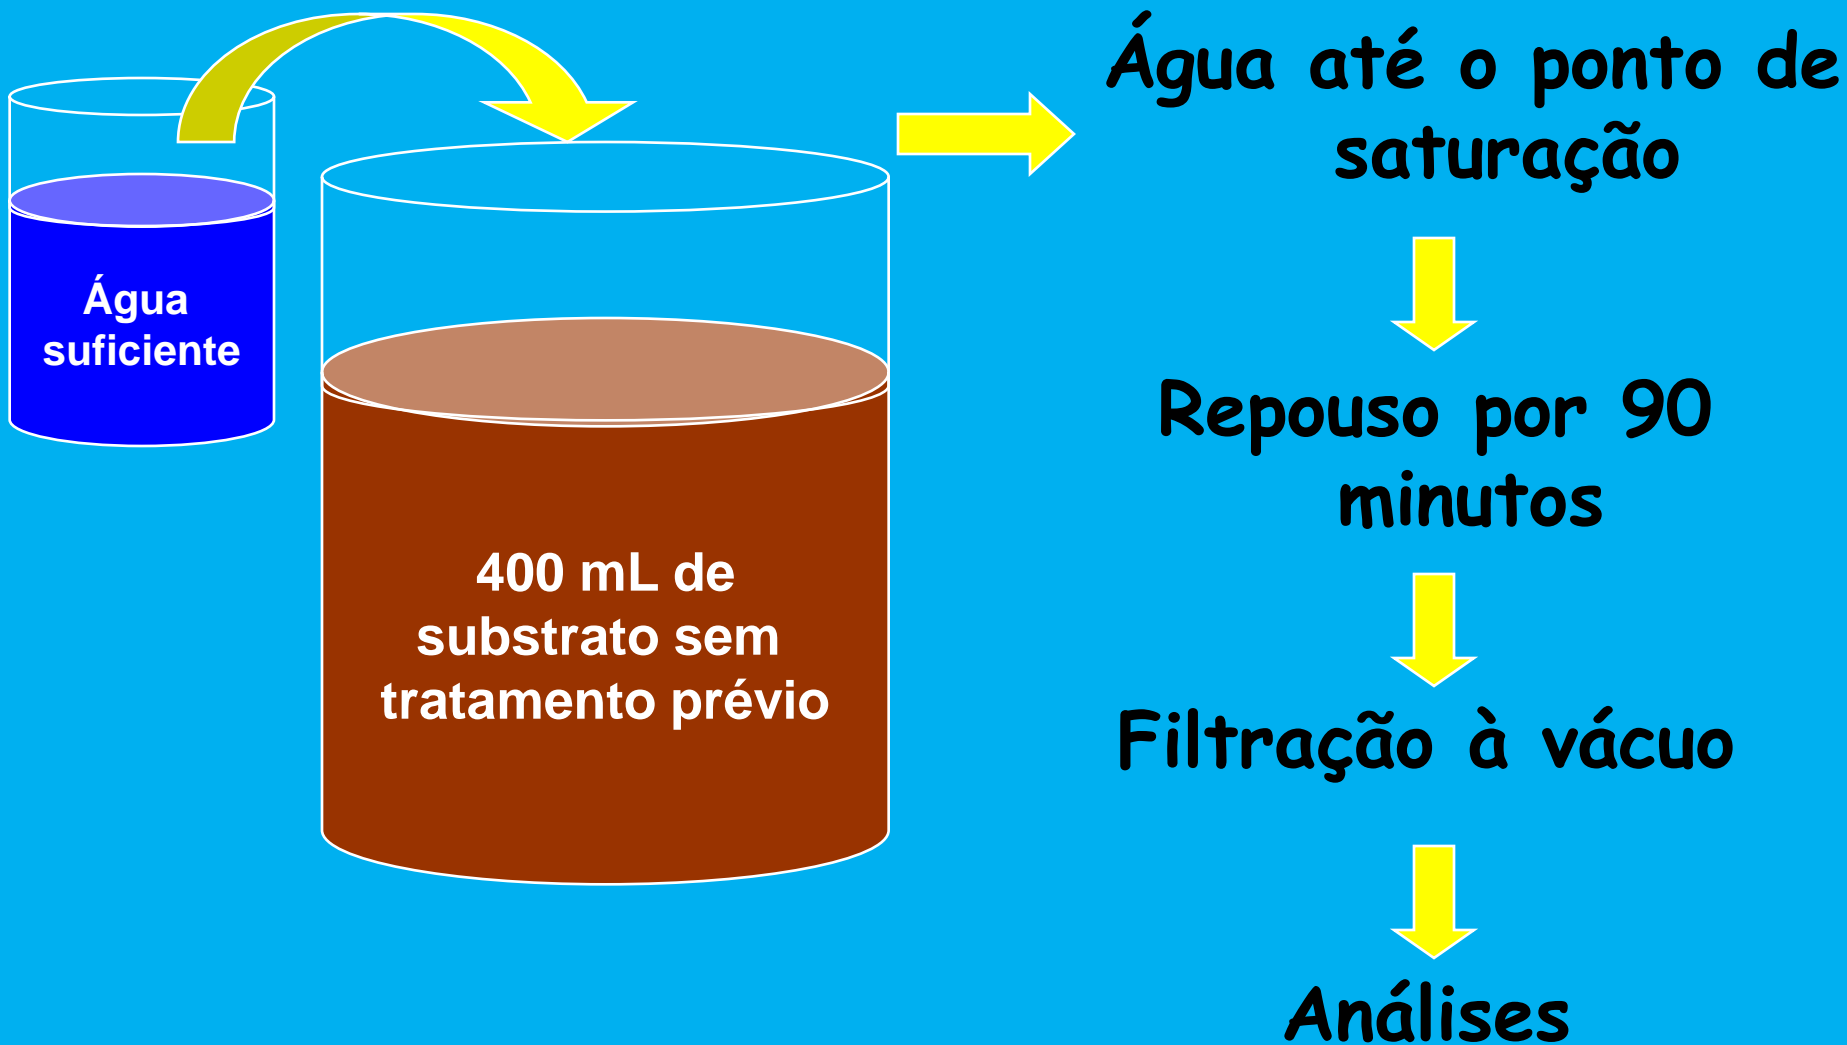 Água
suficiente
400 mL de
substrato sem
tratamento prévio
Água até o ponto de
saturação
Repouso por 90
minutos
Filtração à vácuo
Análises